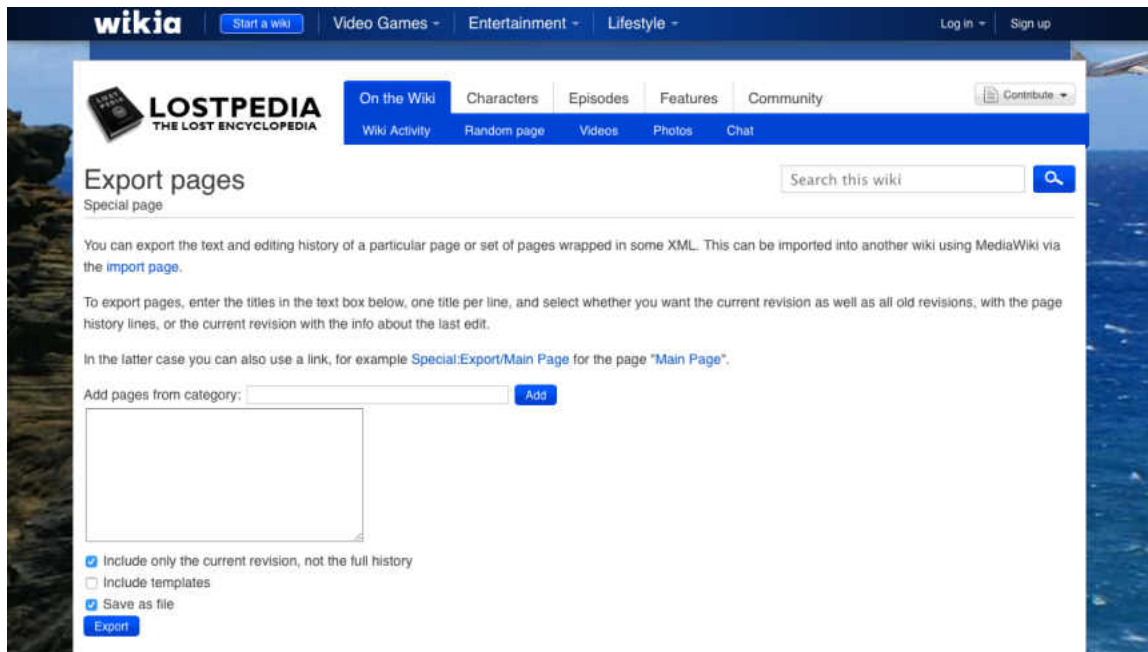 wikia Start a wiki Video Games Entertainment Lifestyle Log in Sign up
LOSTPEDIA
THE LOST ENCYCLOPEDIA
On the Wiki Characters Episodes Features Community Contribute
Wiki Activity Random page Videos Photos Chat
Export pages
Search this wiki
Special page
You can export the text and editing history of a particular page or set of pages wrapped in some XML. This can be imported into another wiki using MediaWiki via
the import page.
To export pages, enter the titles in the text box below, one title per line, and select whether you want the current revision as well as all old revisions, with the page
history lines, or the current revision with the info about the last edit.
In the latter case you can also use a link, for example Special:Export/Main Page for the page "Main Page".
Add pages from category: Add
Include only the current revision, not the full history
Include templates
Save as file
Export